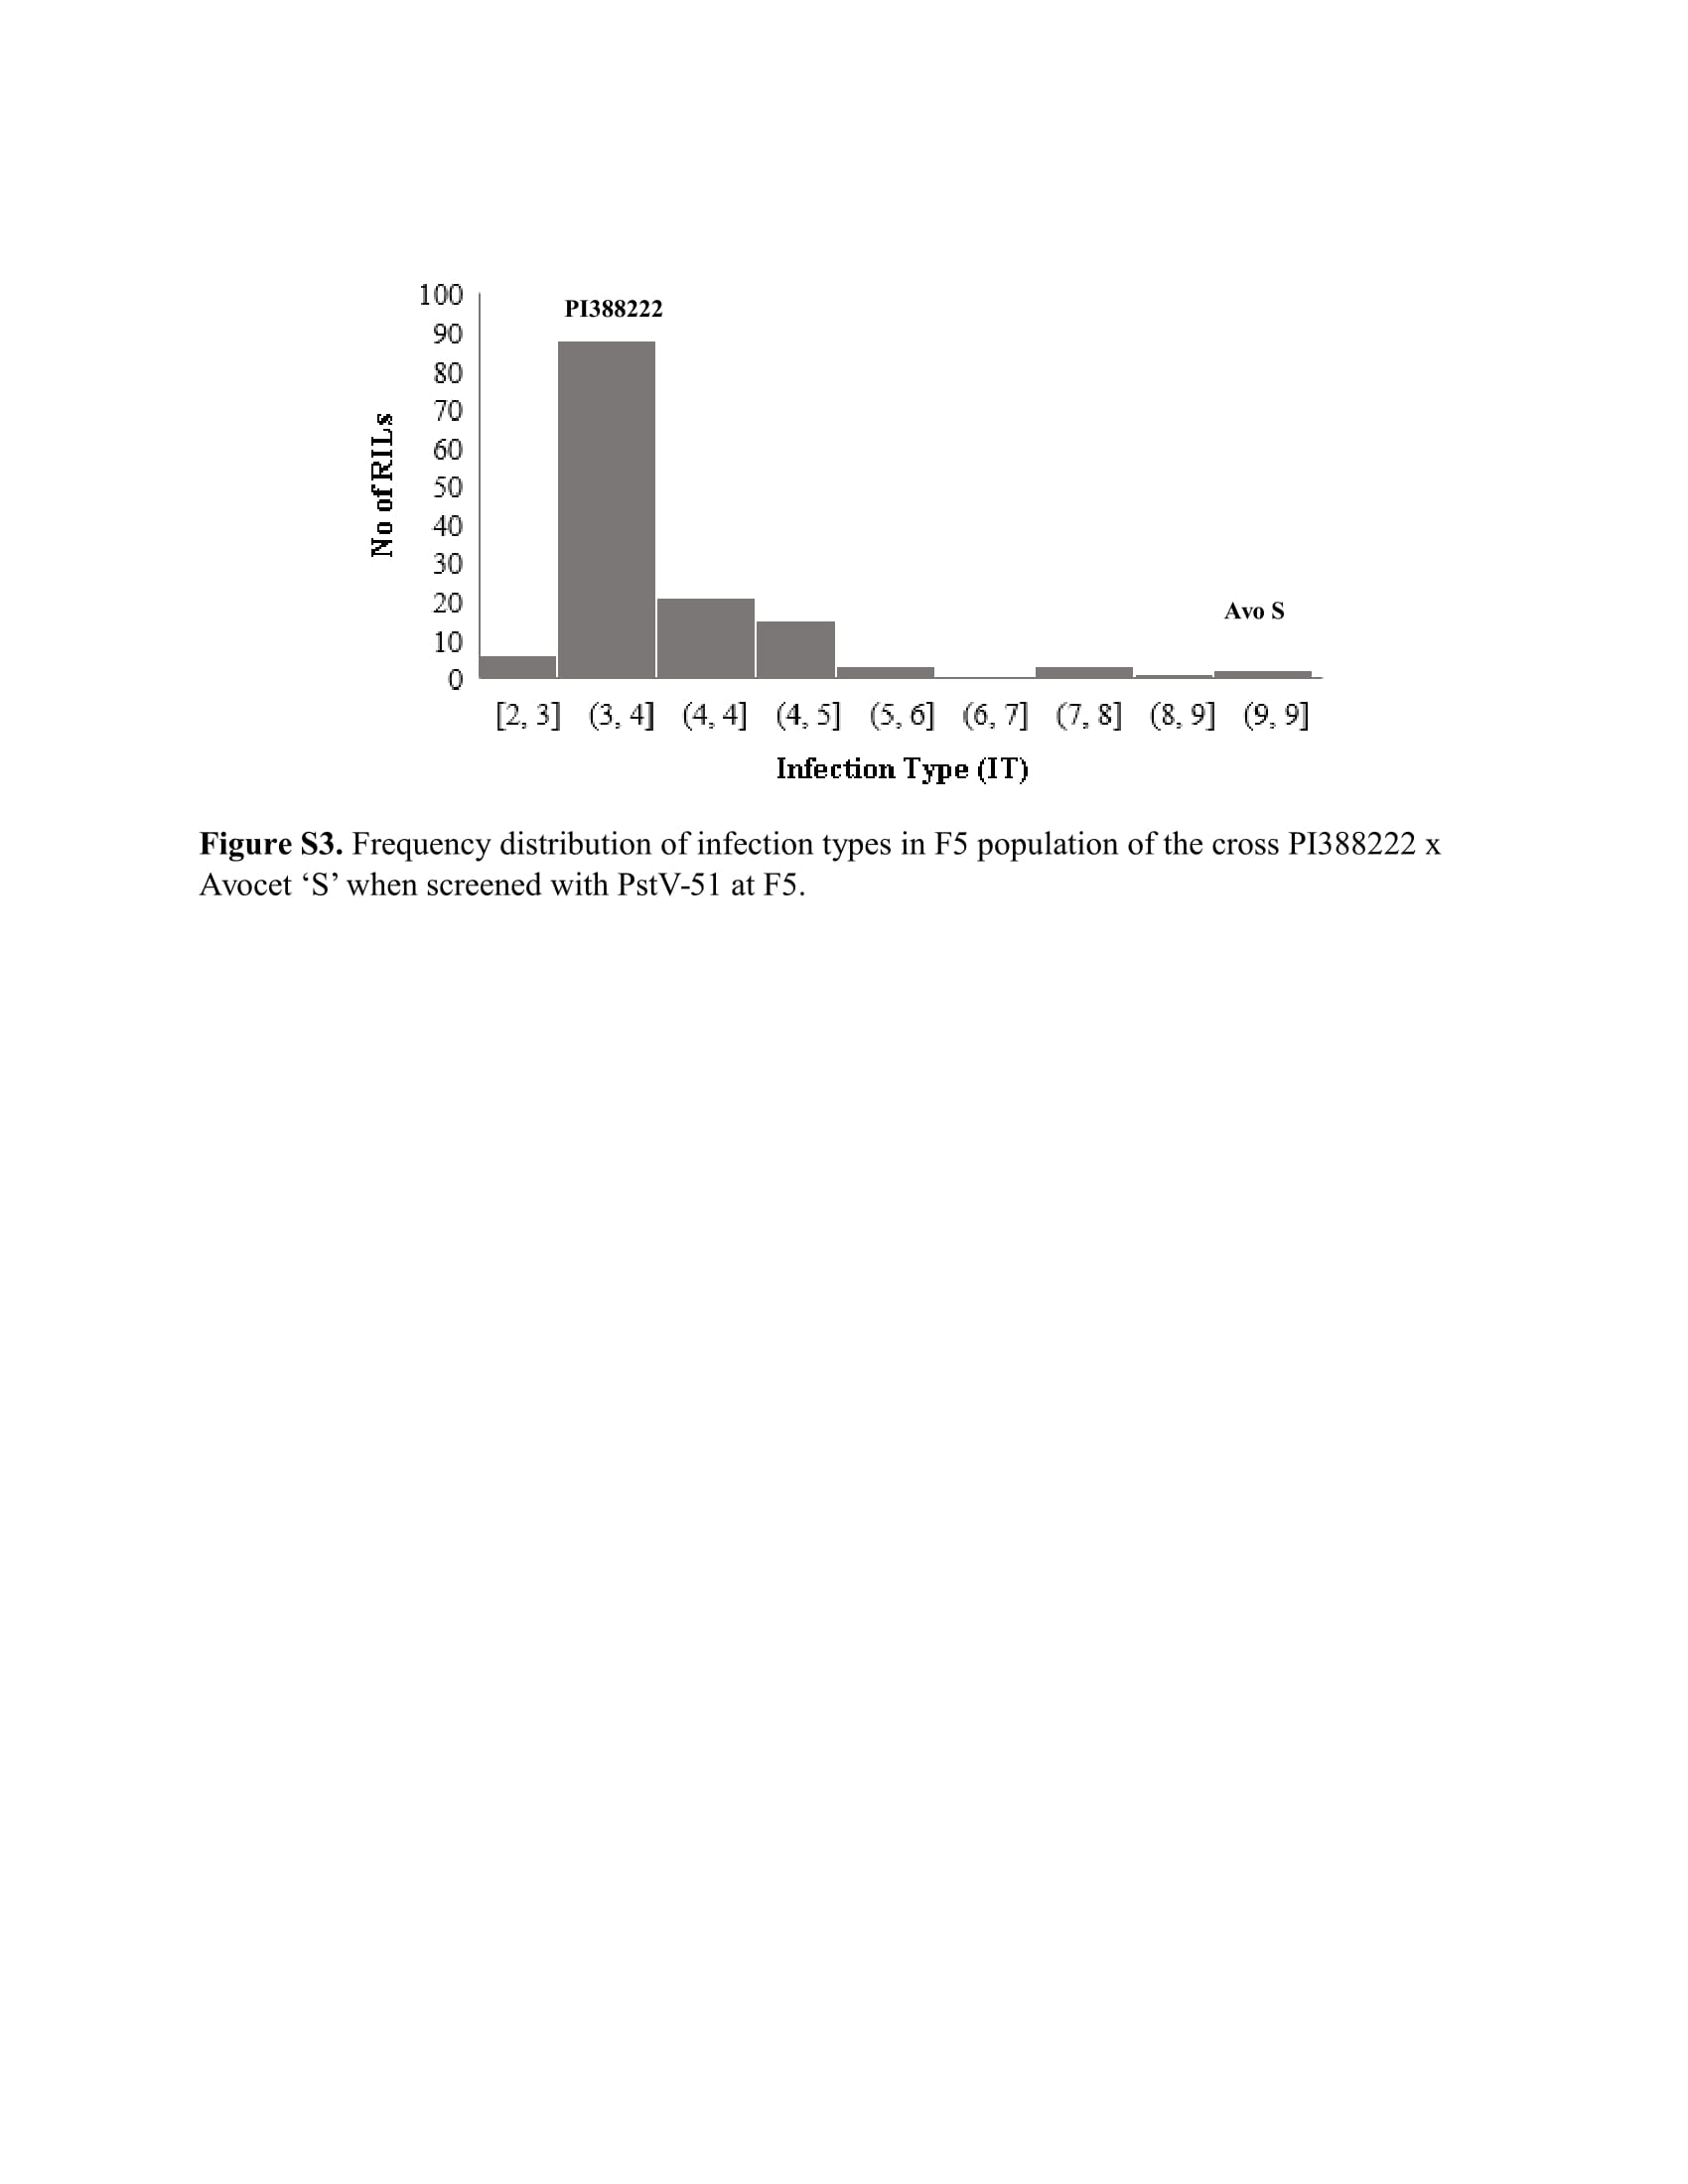 100
PI388222
90
80
70
60
50
40
30
20
10
0
No of RILs
Avo S
[2, 3] (3, 4] (4, 4] (4, 5] (5, 6] (6, 7] (7, 8] (8, 9] (9, 9]
Infection Type (IT)
Figure S3. Frequency distribution of infection types in F5 population of the cross PI388222 x
Avocet ‘S’ when screened with PstV-51 at F5.